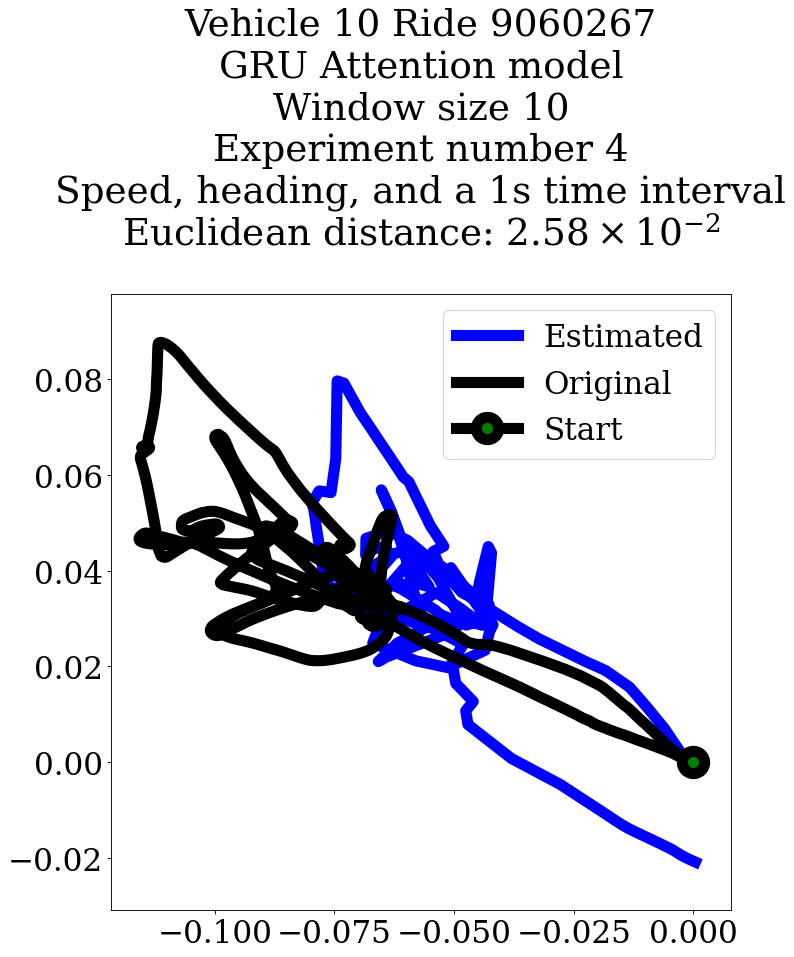 Vehicle 10 Ride 9060267
GRU Attention model
Window size 10
Experiment number 4
Speed, heading, and a 1s time interval
Euclidean distance: 2.58 × 10⁻²
Estimated
Original
Start
0.08
0.06
0.04
0.02
0.00
−0.02
−0.100 −0.075 −0.050 −0.025 0.000